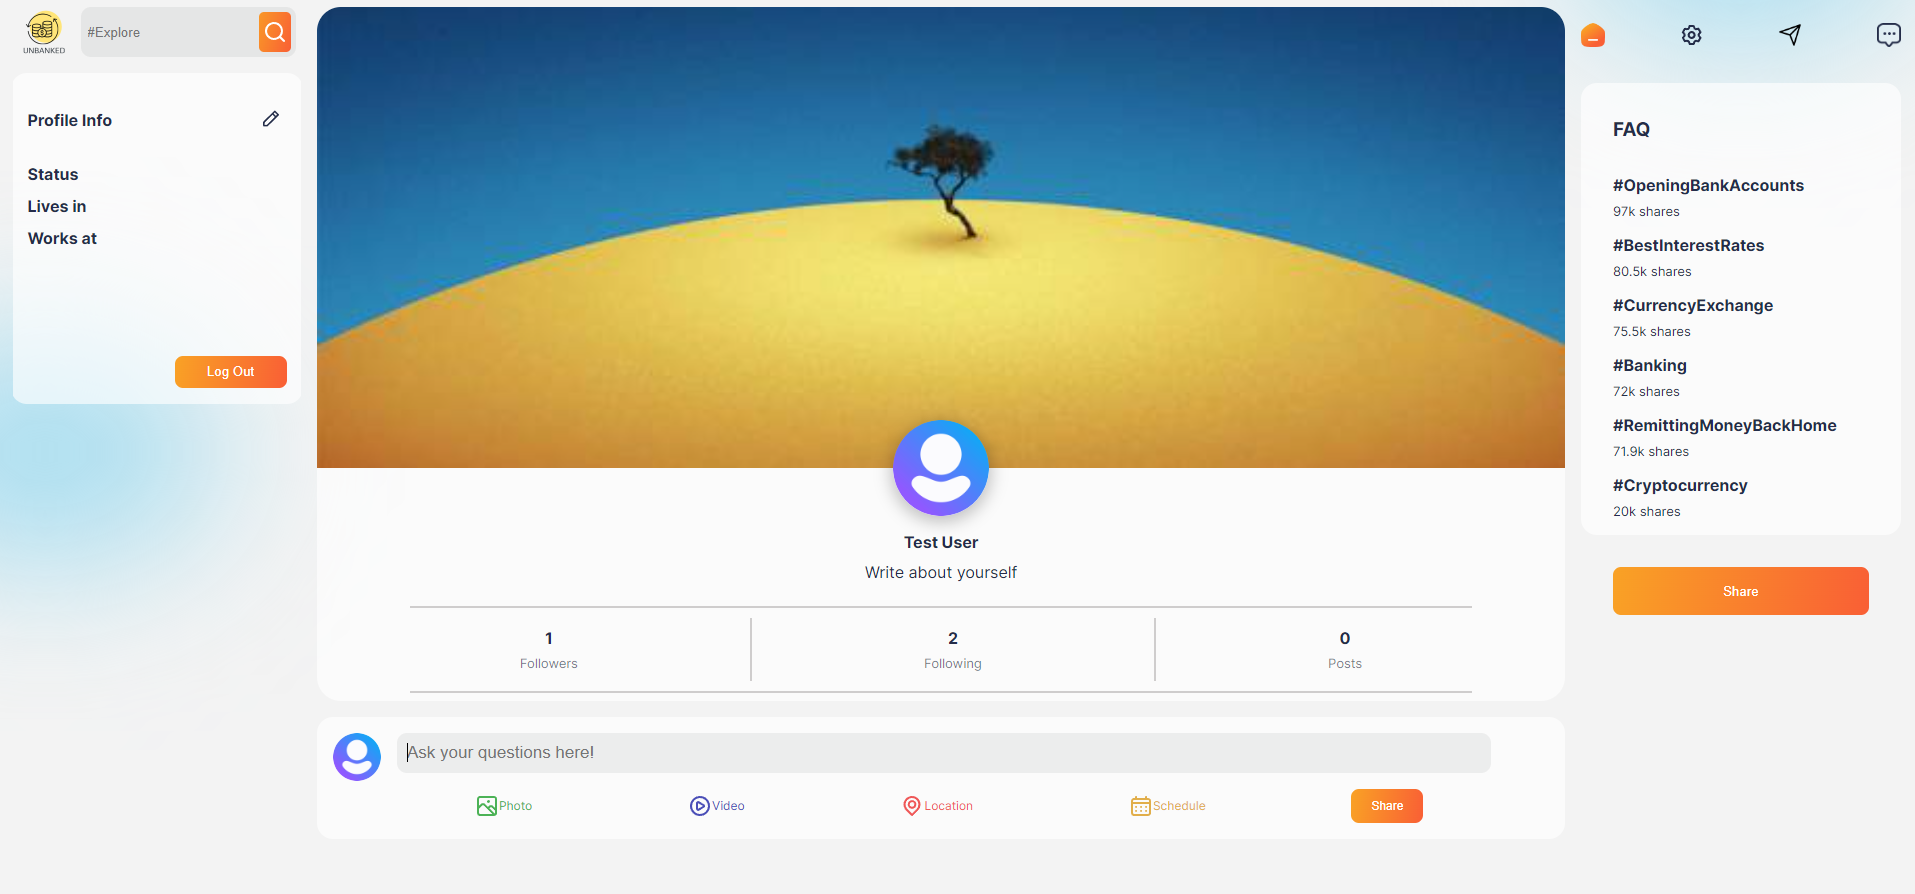 UNBANKED
#Explore
Profile Info
Status
Lives in
Works at
Log Out
Test User
Write about yourself
1
Followers
2
Following
0
Posts
Ask your questions here!
Photo
Video
Location
Schedule
Share
FAQ
#OpeningBankAccounts
97k shares
#BestInterestRates
80.5k shares
#CurrencyExchange
75.5k shares
#Banking
72k shares
#RemittingMoneyBackHome
71.9k shares
#Cryptocurrency
20k shares
Share